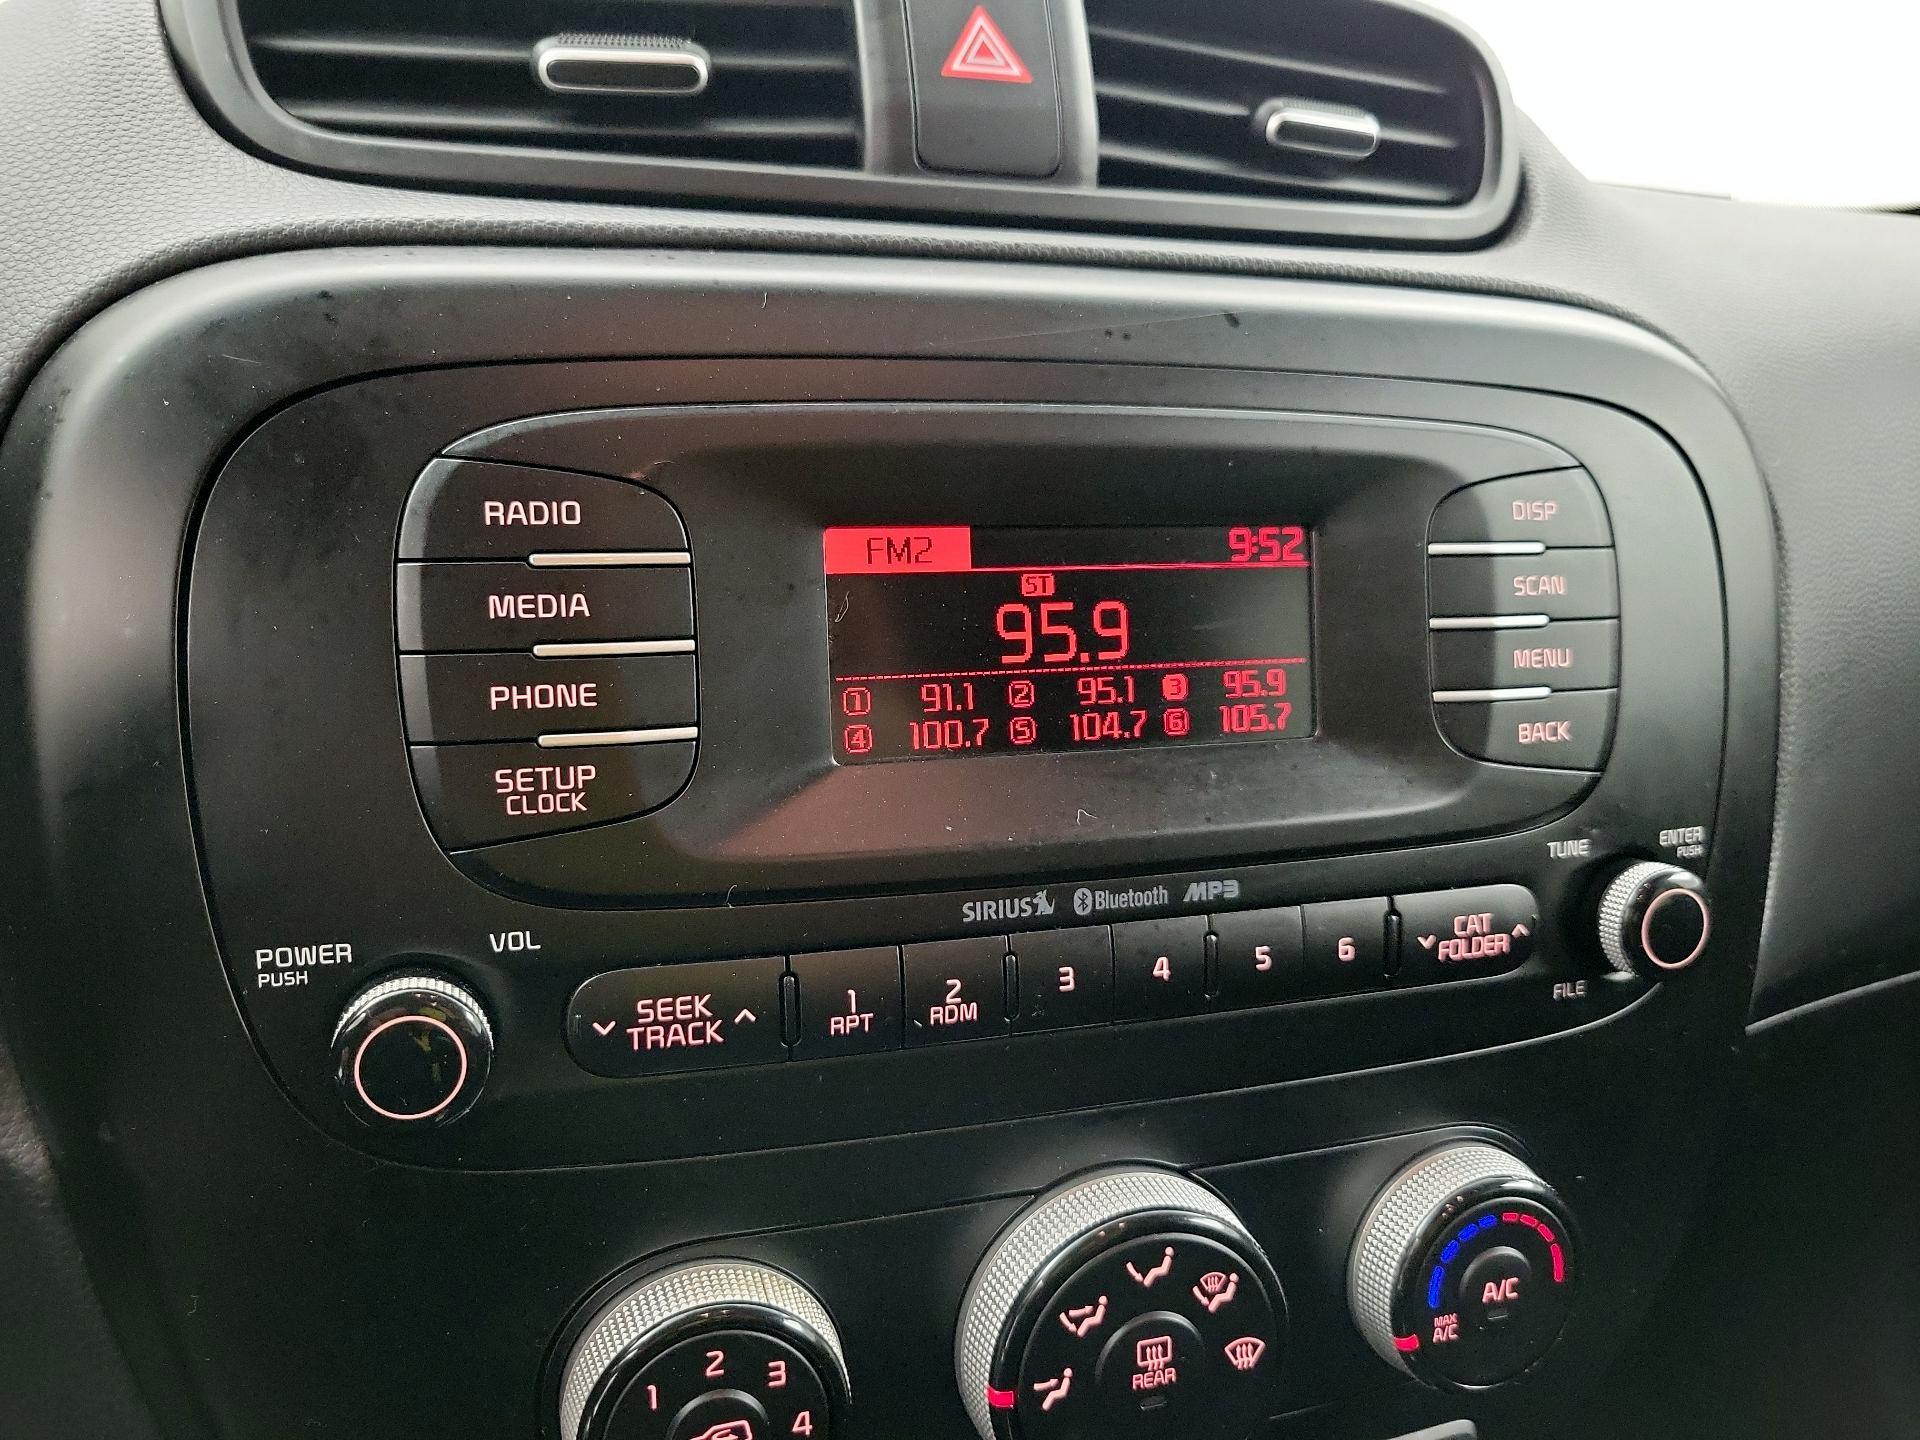 RADIO
MEDIA
PHONE
SETUP
CLOCK
FM2 9:52
ST
95.9
1 91.1 2 95.1 3 95.9
4 100.7 5 104.7 6 105.7
DISP
SCAN
MENU
BACK
SIRIUS Bluetooth MP3
TUNE
ENTER
PUSH
FILE
POWER
PUSH
VOL
SEEK
TRACK
1
RPT
2
RDM
3
4
5
6
CAT
FOLDER
1 2 3 4
REAR
A/C
MAX
A/C